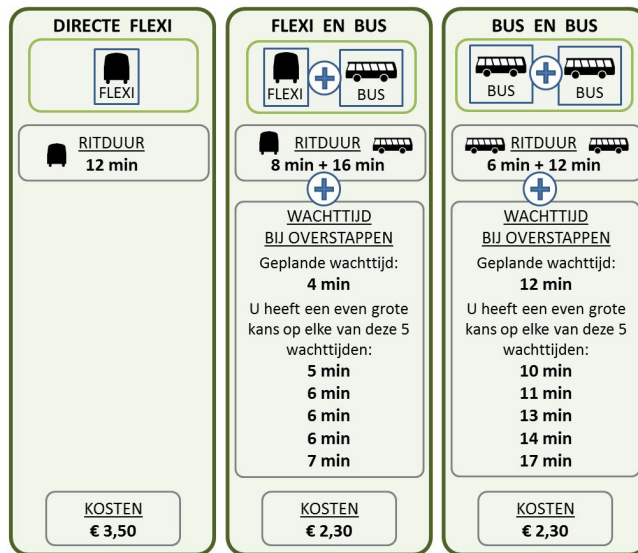 DIRECTE FLEXI
FLEXI
RITDUUR
12 min
KOSTEN
€ 3,50
FLEXI EN BUS
FLEXI
BUS
RITDUUR
8 min + 16 min
WACHTTIJD
BIJ OVERSTAPPEN
Geplande wachttijd:
4 min
U heeft een even grote
kans op elke van deze 5
wachttijden:
5 min
6 min
6 min
6 min
7 min
KOSTEN
€ 2,30
BUS EN BUS
BUS
BUS
RITDUUR
6 min + 12 min
WACHTTIJD
BIJ OVERSTAPPEN
Geplande wachttijd:
12 min
U heeft een even grote
kans op elke van deze 5
wachttijden:
10 min
11 min
13 min
14 min
17 min
KOSTEN
€ 2,30